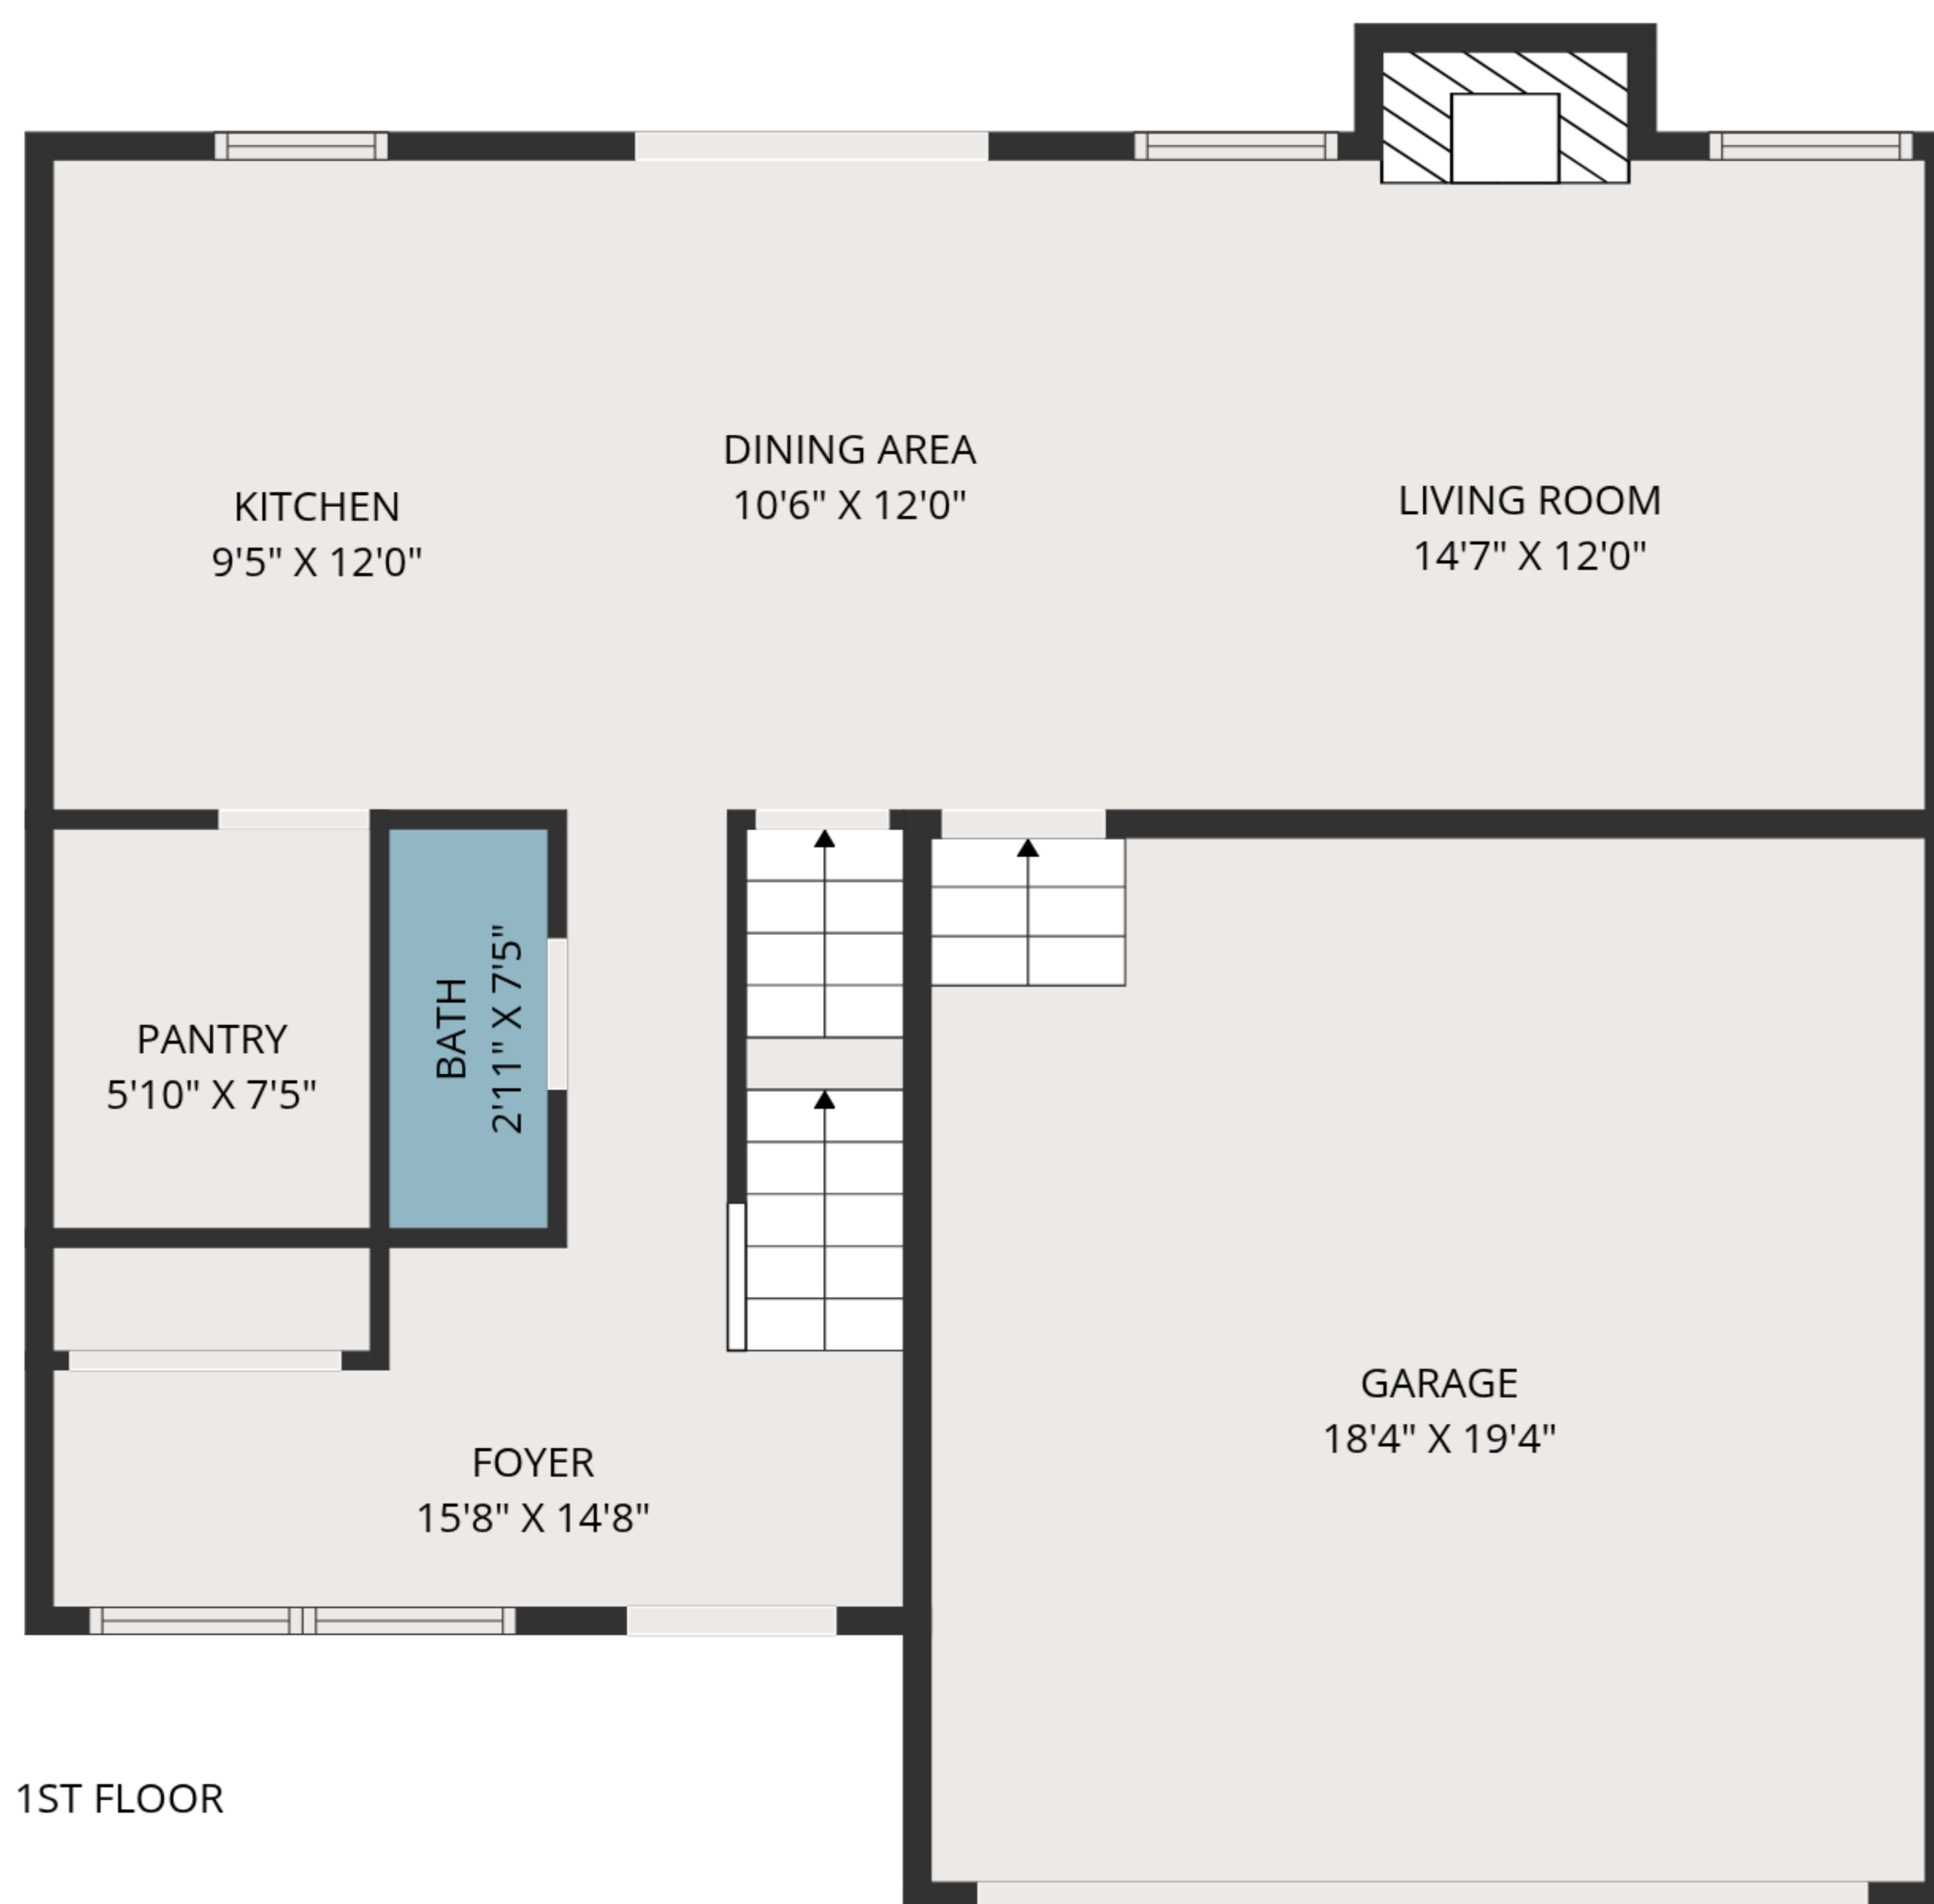 DINING AREA
10'6" X 12'0"
KITCHEN
9'5" X 12'0"
LIVING ROOM
14'7" X 12'0"
PANTRY
5'10" X 7'5"
BATH
2'11" X 7'5"
GARAGE
18'4" X 19'4"
FOYER
15'8" X 14'8"
1ST FLOOR